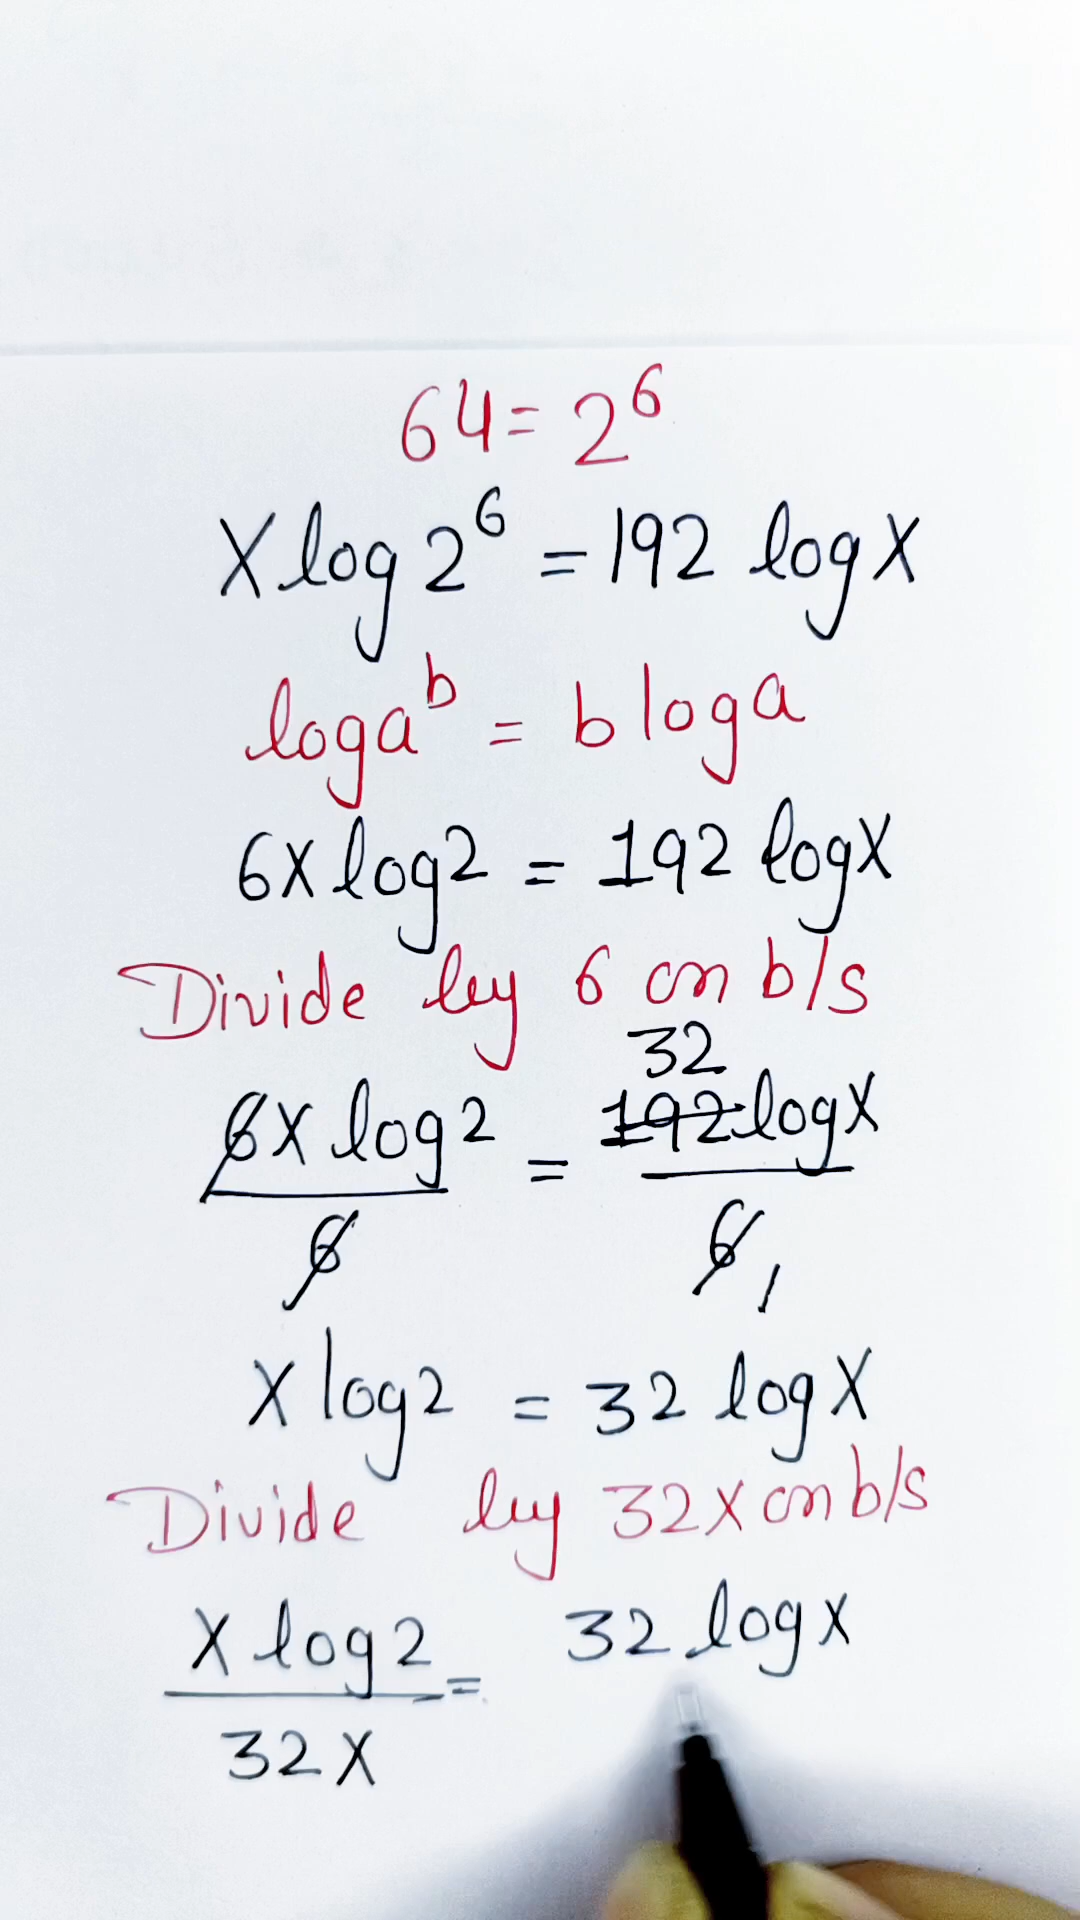 64 = 2⁶
X log 2⁶ = 192 log X
log aᵇ = b log a
6X log 2 = 192 log X
Divide by 6 on b/s
32
6X log 2 = 192 log X
6 6 1
X log 2 = 32 log X
Divide by 32X on b/s
X log 2 = 32 log X
32X